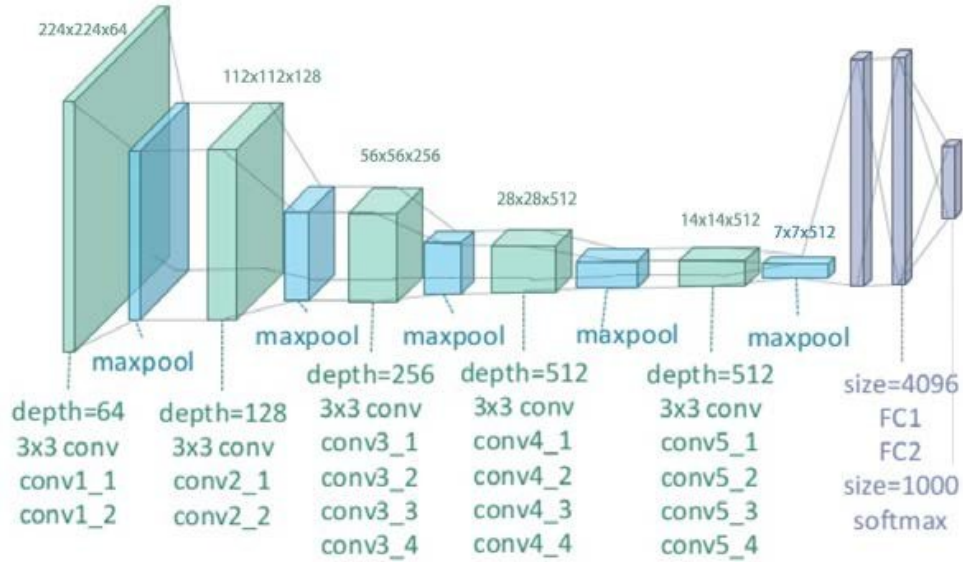 224x224x64
112x112x128
56x56x256
28x28x512
14x14x512
7x7x512
maxpool
maxpool
maxpool
maxpool
maxpool
depth=64
3x3 conv
conv1_1
conv1_2
depth=128
3x3 conv
conv2_1
conv2_2
depth=256
3x3 conv
conv3_1
conv3_2
conv3_3
conv3_4
depth=512
3x3 conv
conv4_1
conv4_2
conv4_3
conv4_4
depth=512
3x3 conv
conv5_1
conv5_2
conv5_3
conv5_4
size=4096
FC1
FC2
size=1000
softmax